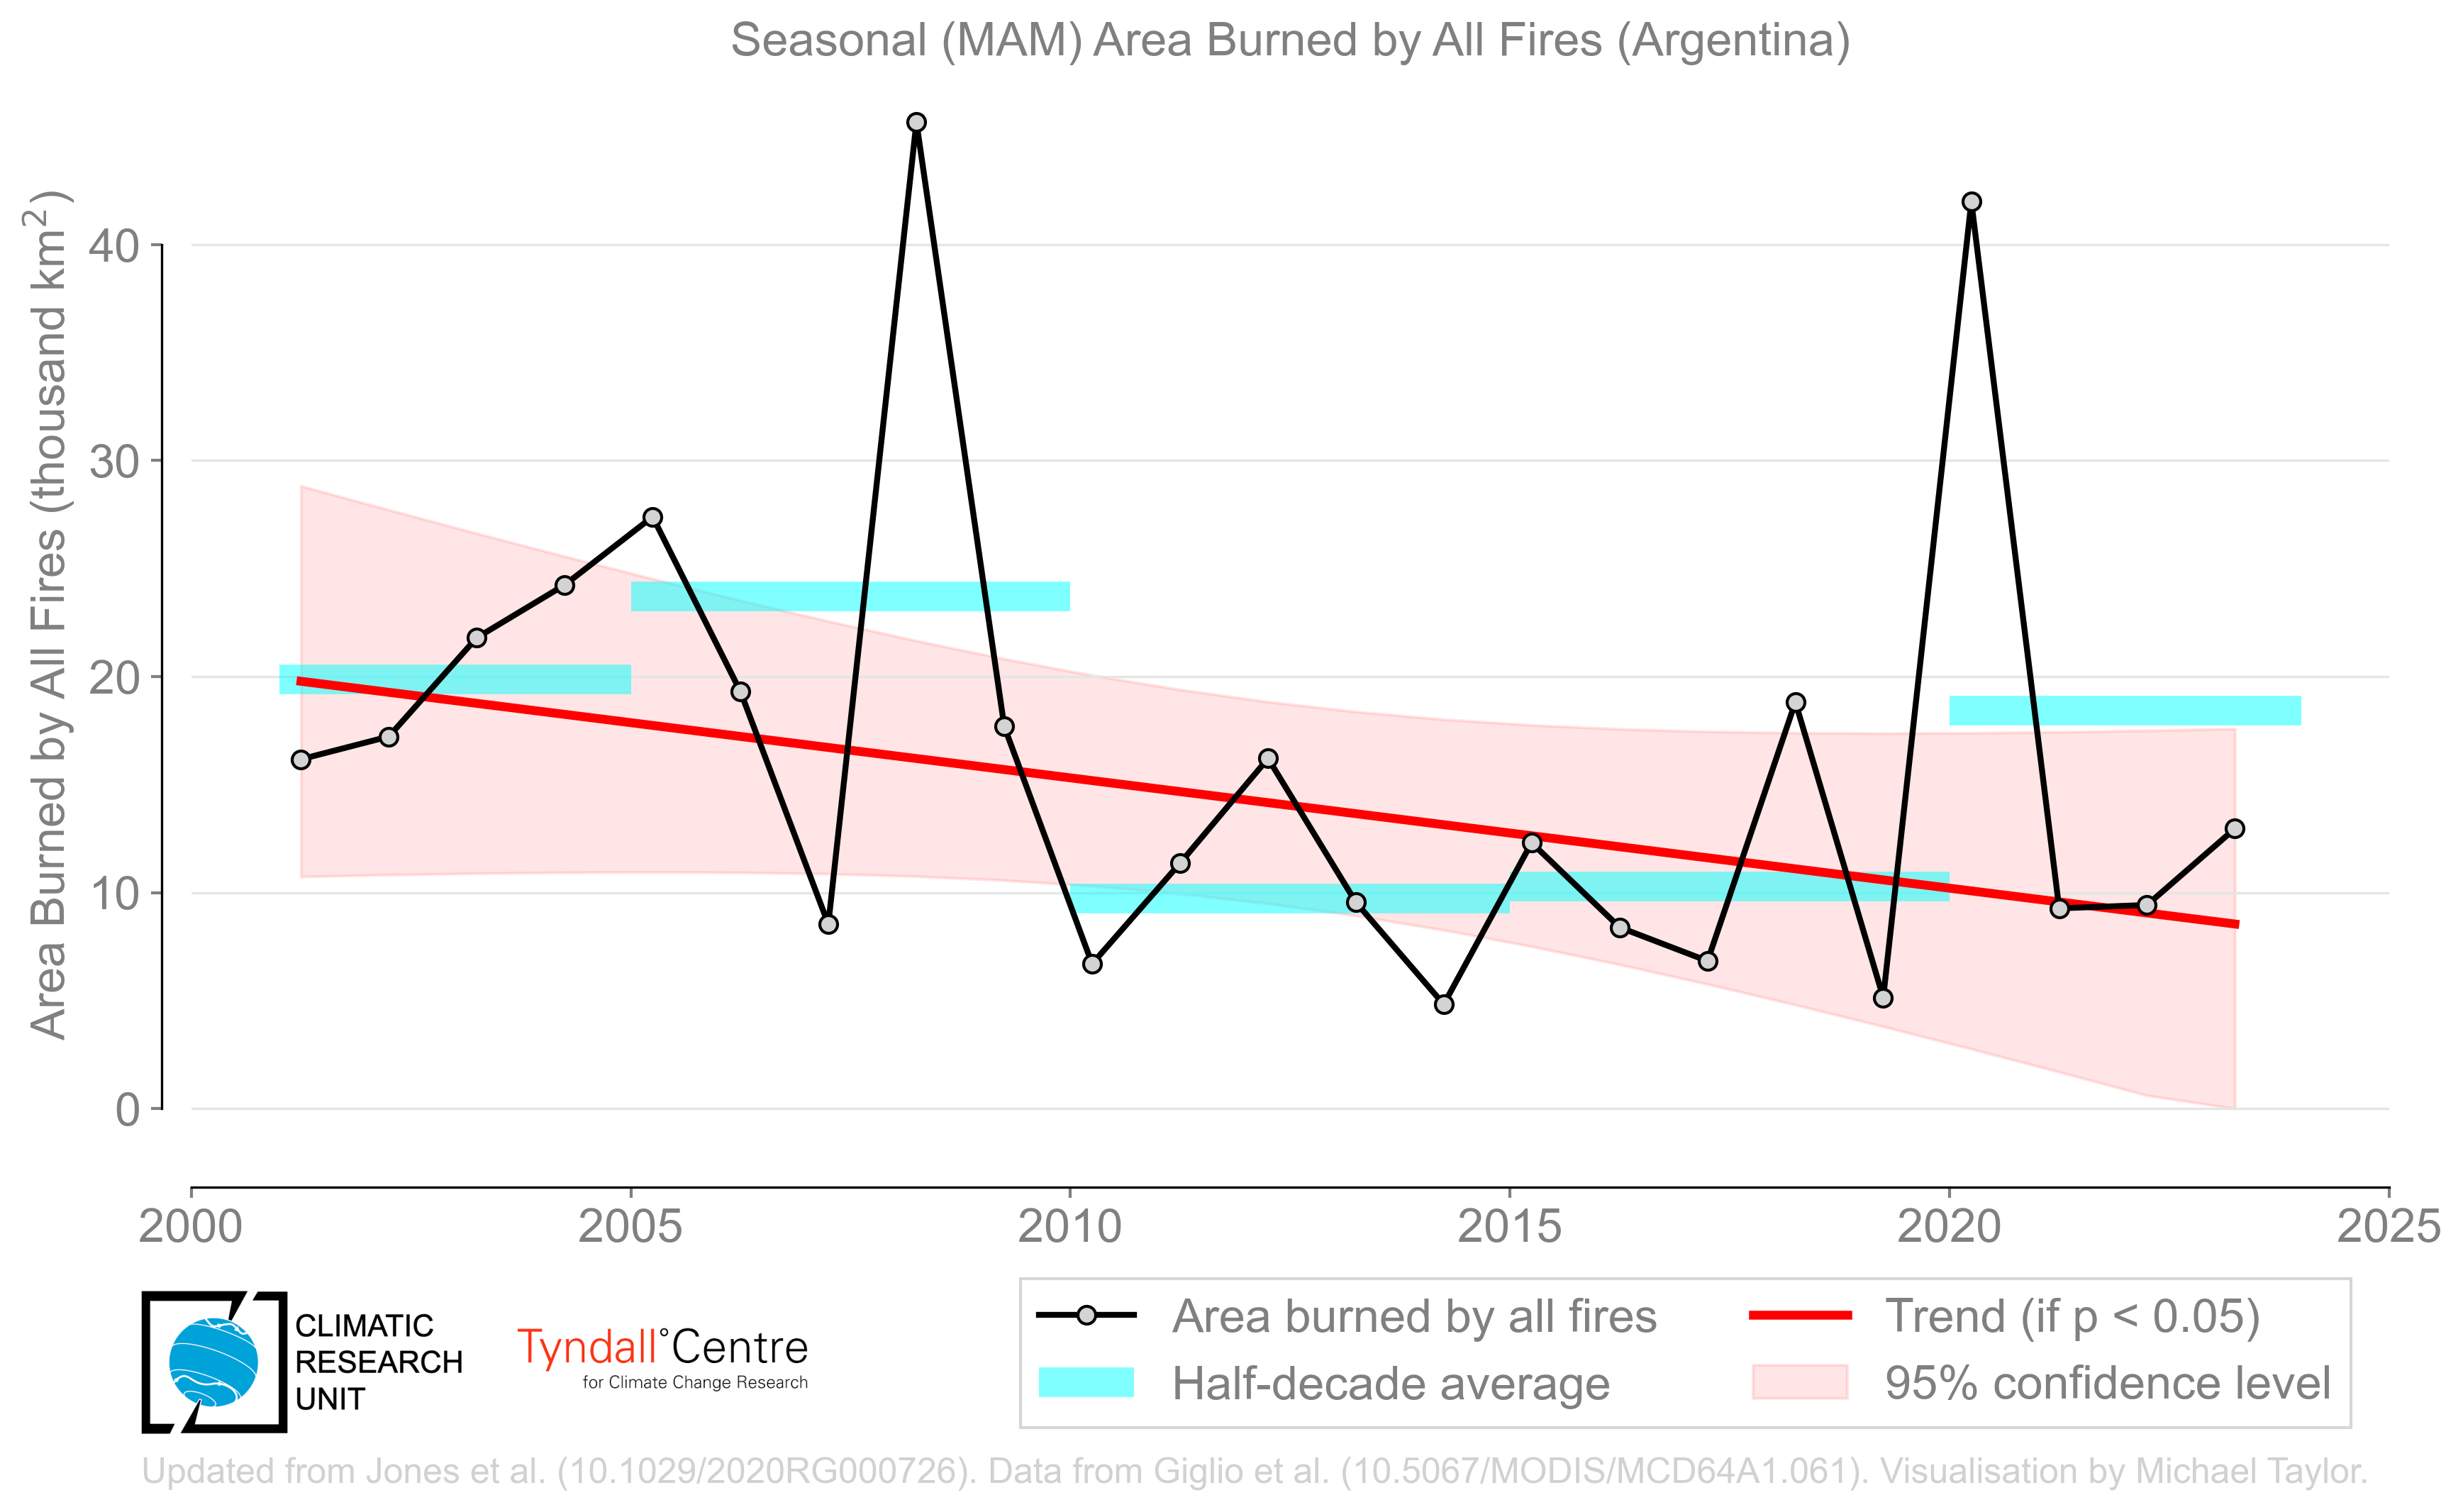 Seasonal (MAM) Area Burned by All Fires (Argentina)
Area Burned by All Fires (thousand km²)
40
30
20
10
0
2000 2005 2010 2015 2020 2025
Area burned by all fires
Half-decade average
Trend (if p < 0.05)
95% confidence level
CLIMATIC
RESEARCH
UNIT
Tyndall°Centre
for Climate Change Research
Updated from Jones et al. (10.1029/2020RG000726). Data from Giglio et al. (10.5067/MODIS/MCD64A1.061). Visualisation by Michael Taylor.